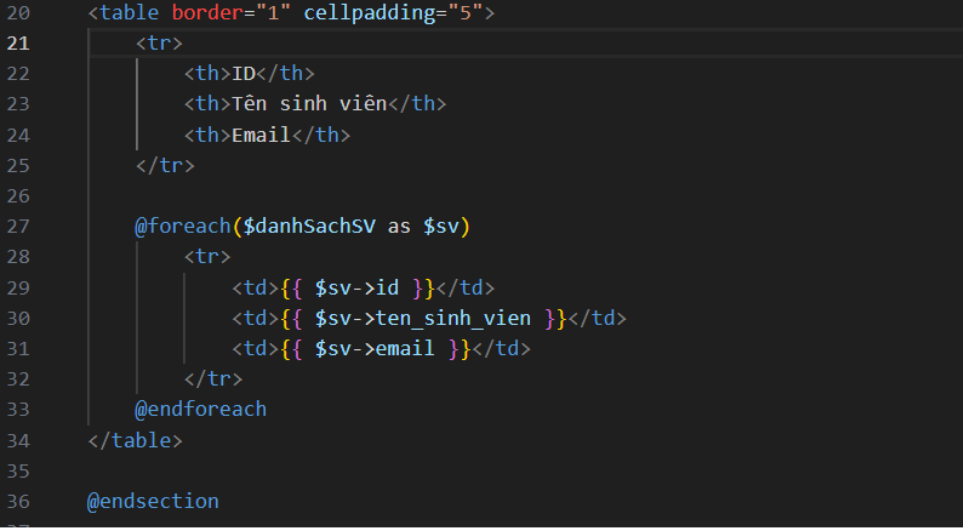 20 <table border="1" cellpadding="5">
21 <tr>
22 <th>ID</th>
23 <th>Tên sinh viên</th>
24 <th>Email</th>
25 </tr>
26
27 @foreach($danhSachSV as $sv)
28 <tr>
29 <td>{{ $sv->id }}</td>
30 <td>{{ $sv->ten_sinh_vien }}</td>
31 <td>{{ $sv->email }}</td>
32 </tr>
33 @endforeach
34 </table>
35
36 @endsection